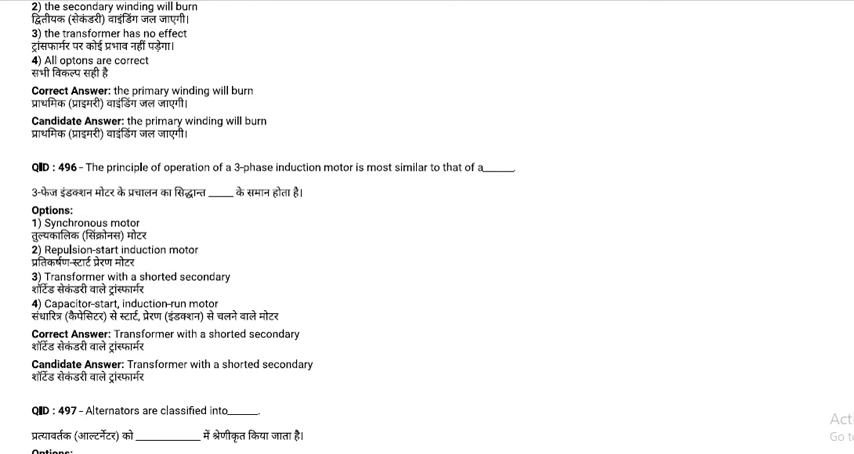 2) the secondary winding will burn
द्वितीयक (सेकंडरी) वाइंडिंग जल जाएगी।
3) the transformer has no effect
ट्रांसफार्मर पर कोई प्रभाव नहीं पड़ेगा।
4) All optons are correct
सभी विकल्प सही है
Correct Answer: the primary winding will burn
प्राथमिक (प्राइमरी) वाइंडिंग जल जाएगी।
Candidate Answer: the primary winding will burn
प्राथमिक (प्राइमरी) वाइंडिंग जल जाएगी।
QID : 496 - The principle of operation of a 3-phase induction motor is most similar to that of a______.
3-फेज इंडक्शन मोटर के प्रचालन का सिद्धान्त _____ के समान होता है।
Options:
1) Synchronous motor
तुल्यकालिक (सिंक्रोनस) मोटर
2) Repulsion-start induction motor
प्रतिकर्षण-स्टार्ट प्रेरण मोटर
3) Transformer with a shorted secondary
शॉर्टेड सेकंडरी वाले ट्रांस्फार्मर
4) Capacitor-start, induction-run motor
संधारित्र (कैपेसिटर) से स्टार्ट, प्रेरण (इंडक्शन) से चलने वाले मोटर
Correct Answer: Transformer with a shorted secondary
शॉर्टेड सेकंडरी वाले ट्रांस्फार्मर
Candidate Answer: Transformer with a shorted secondary
शॉर्टेड सेकंडरी वाले ट्रांस्फार्मर
QID : 497 - Alternators are classified into______.
Act
प्रत्यावर्तक (आल्टर्नेटर) को _____________ में श्रेणीकृत किया जाता है।
Go t
Options: